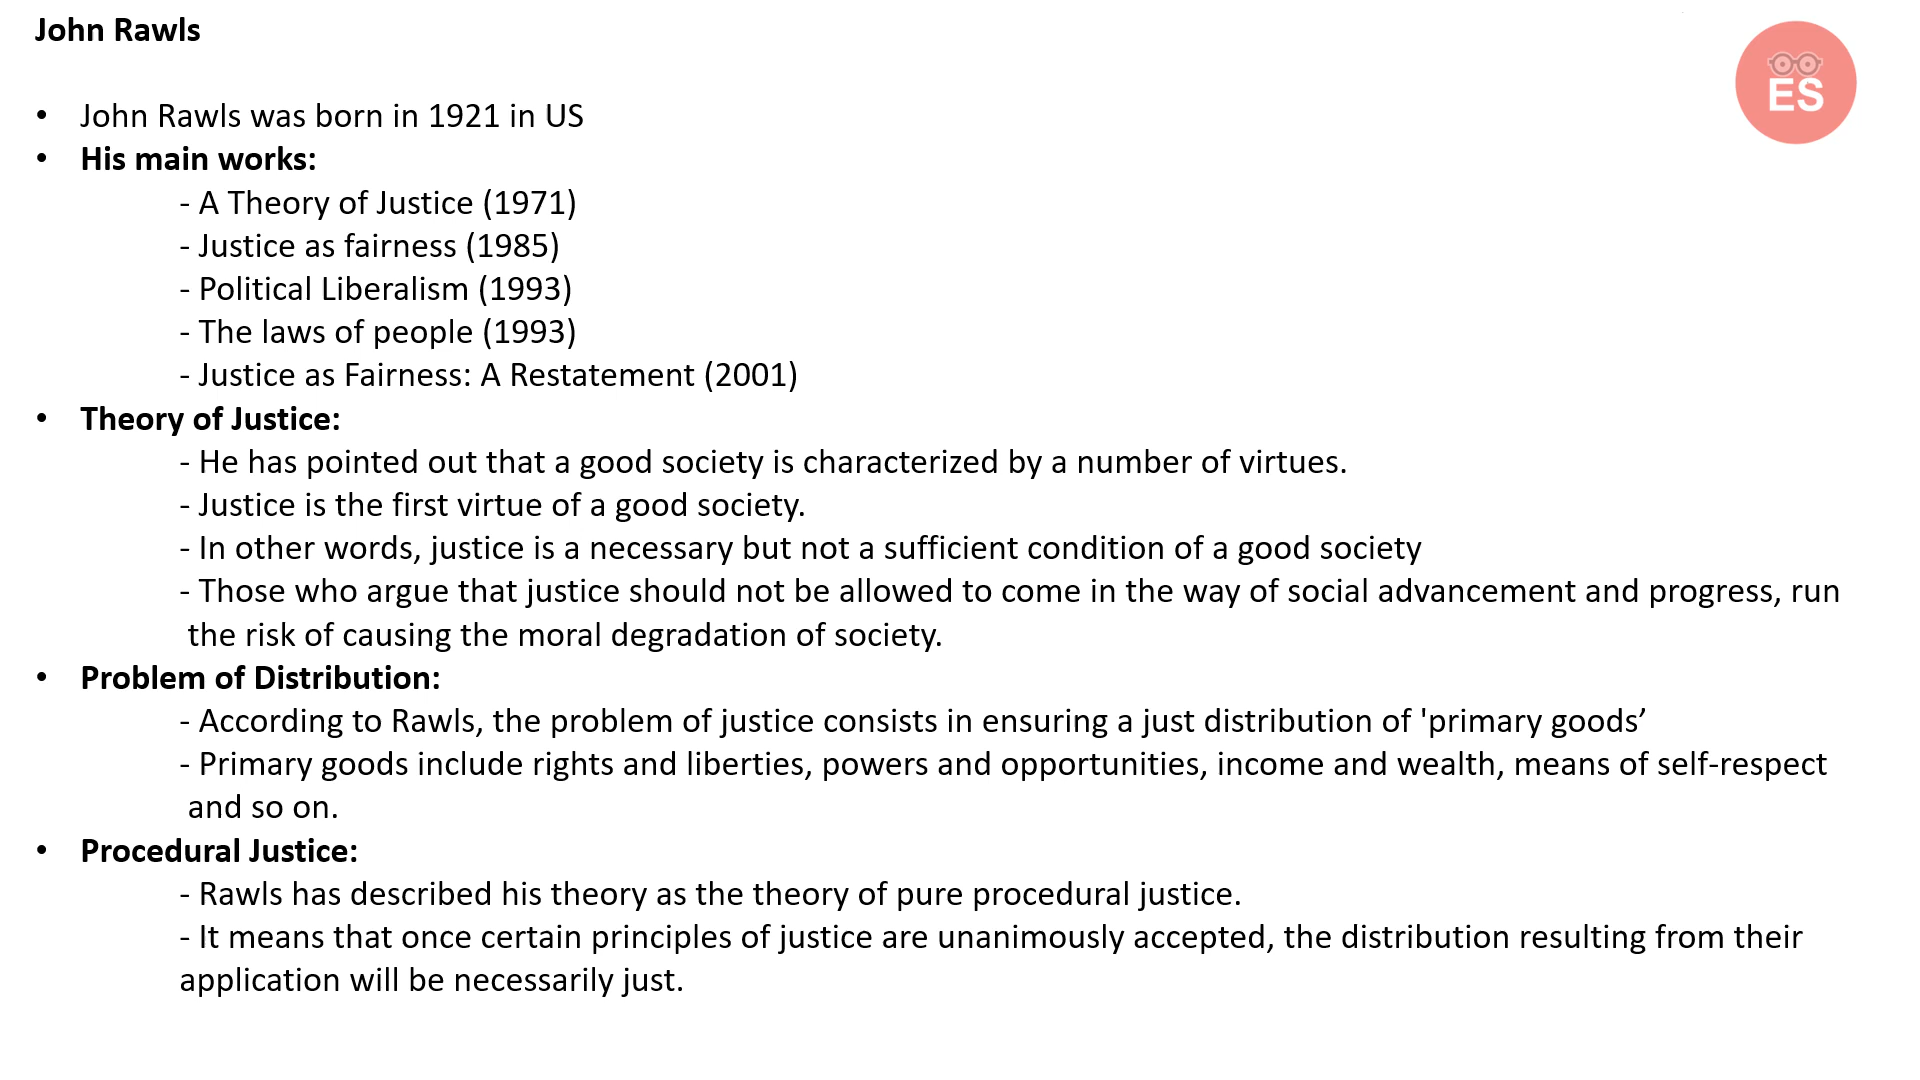 John Rawls
ES
• John Rawls was born in 1921 in US
• His main works:
- A Theory of Justice (1971)
- Justice as fairness (1985)
- Political Liberalism (1993)
- The laws of people (1993)
- Justice as Fairness: A Restatement (2001)
• Theory of Justice:
- He has pointed out that a good society is characterized by a number of virtues.
- Justice is the first virtue of a good society.
- In other words, justice is a necessary but not a sufficient condition of a good society
- Those who argue that justice should not be allowed to come in the way of social advancement and progress, run
the risk of causing the moral degradation of society.
• Problem of Distribution:
- According to Rawls, the problem of justice consists in ensuring a just distribution of 'primary goods’
- Primary goods include rights and liberties, powers and opportunities, income and wealth, means of self-respect
and so on.
• Procedural Justice:
- Rawls has described his theory as the theory of pure procedural justice.
- It means that once certain principles of justice are unanimously accepted, the distribution resulting from their
application will be necessarily just.